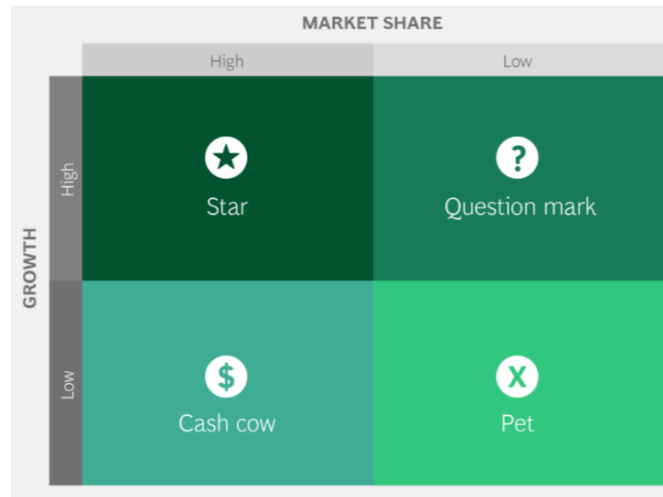 MARKET SHARE
High Low
GROWTH
High
★ ?
Star Question mark
Low
$ X
Cash cow Pet